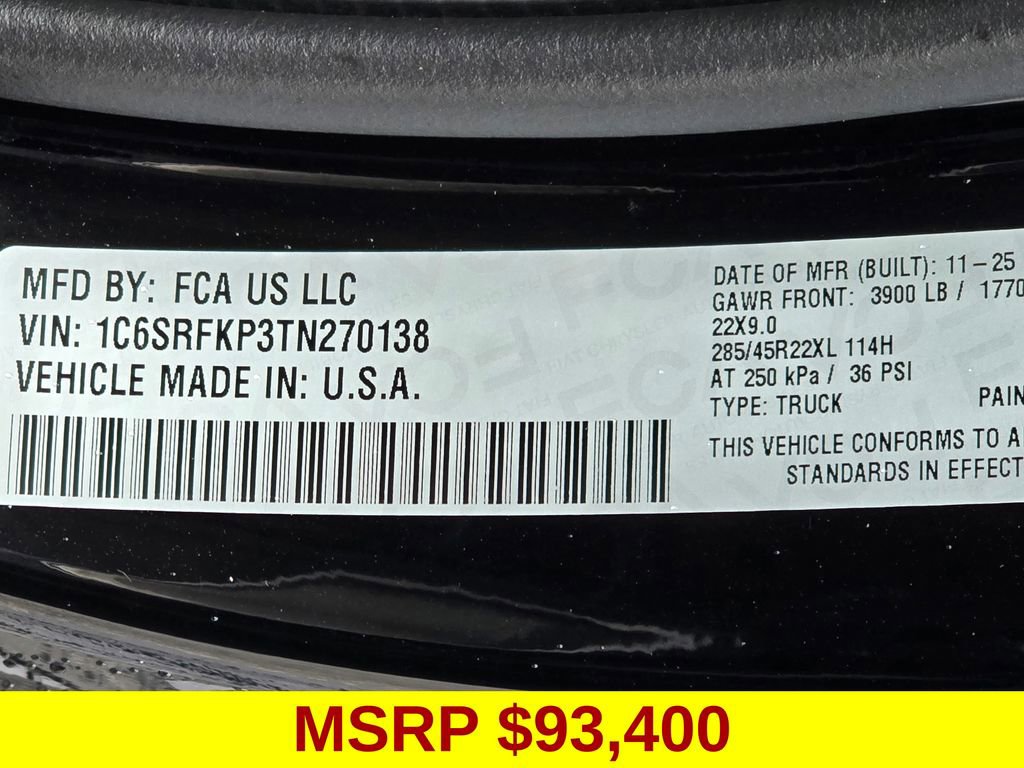 MFD BY: FCA US LLC
VIN: 1C6SRFKP3TN270138
VEHICLE MADE IN: U.S.A.
DATE OF MFR (BUILT): 11-25
GAWR FRONT: 3900 LB / 1770
22X9.0
285/45R22XL 114H
AT 250 kPa / 36 PSI
TYPE: TRUCK PAIN
THIS VEHICLE CONFORMS TO A
STANDARDS IN EFFECT
MSRP $93,400